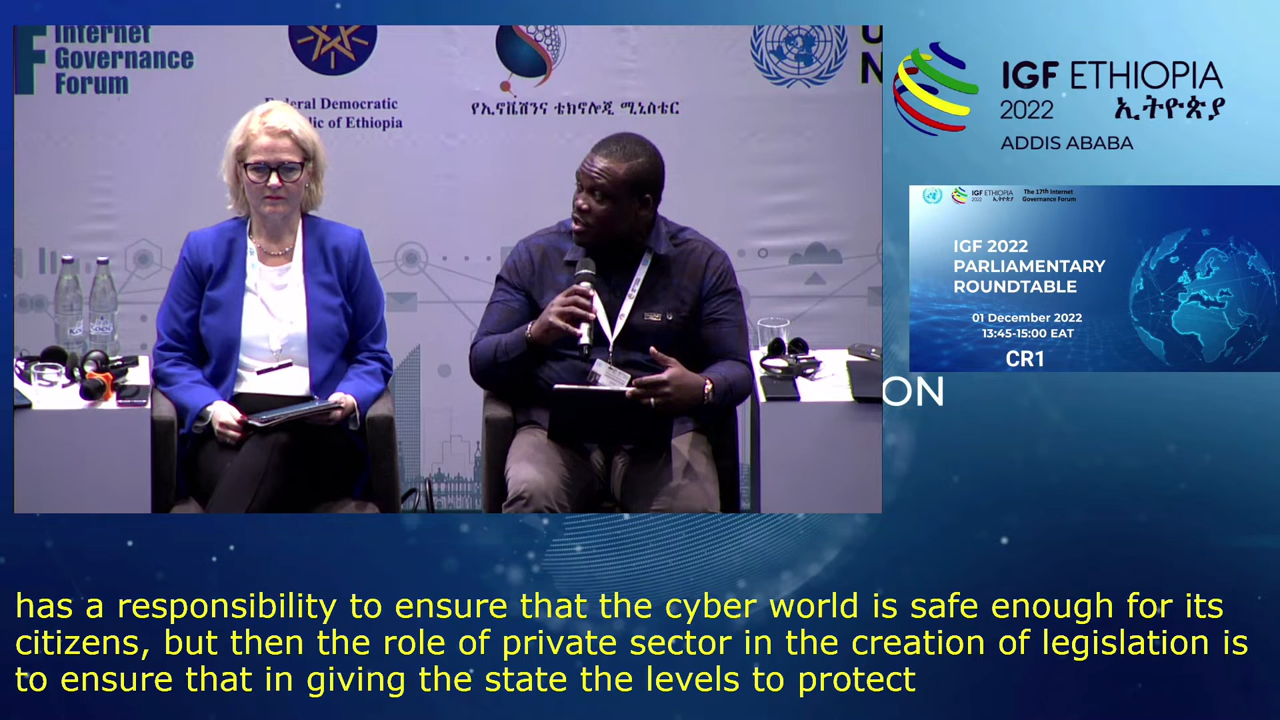 Internet
Governance
Forum
Federal Democratic
lic of Ethiopia
የኢኖቬሽንና ቴክኖሎጂ ሚኒስቴር
IGF ETHIOPIA
2022 ኢትዮጵያ
ADDIS ABABA
IGF ETHIOPIA
2022 ኢትዮጵያ
The 17th Internet
Governance Forum
IGF 2022
PARLIAMENTARY
ROUNDTABLE
01 December 2022
13:45-15:00 EAT
CR1
ON
has a responsibility to ensure that the cyber world is safe enough for its
citizens, but then the role of private sector in the creation of legislation is
to ensure that in giving the state the levels to protect